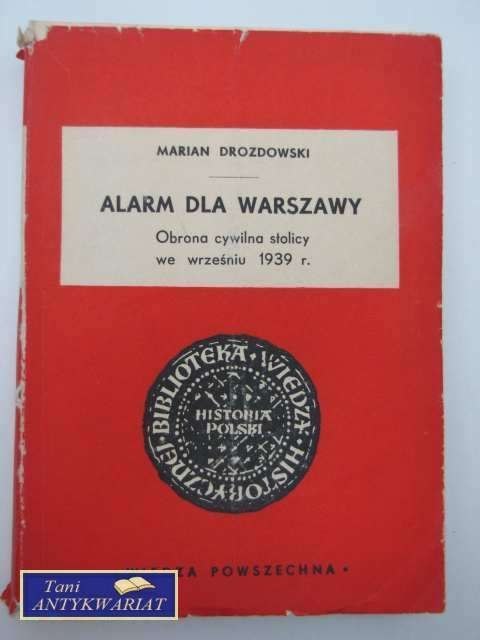 MARIAN DROZDOWSKI
ALARM DLA WARSZAWY
Obrona cywilna stolicy
we wrześniu 1939 r.
BIBLIOTEKA • WIEDZY • HISTORYCZNEJ •
HISTORIA
POLSKI
WIEDZA POWSZECHNA •
Tani
ANTYKWARIAT